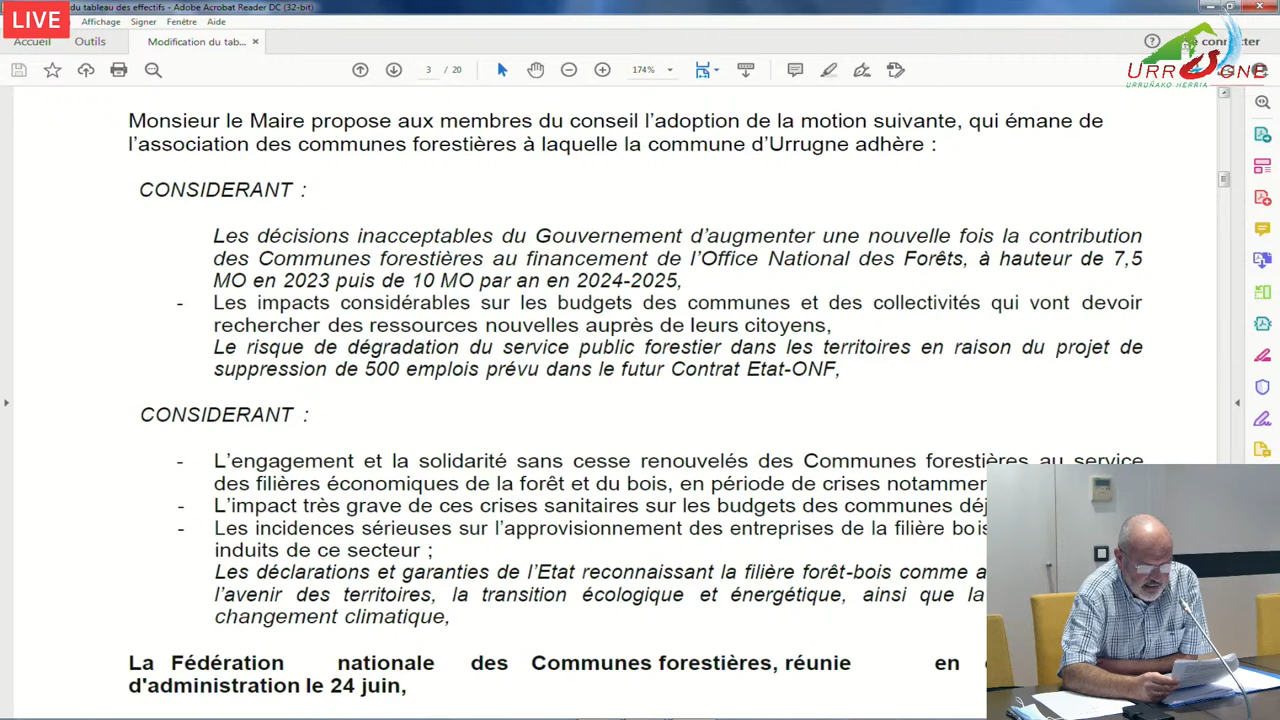 du tableau des effectifs - Adobe Acrobat Reader DC (32-bit)
LIVE
Affichage Signer Fenêtre Aide
Accueil Outils Modification du tab... ×
connecter
3 / 20 174%
URRUGNE
URRUÑAKO HERRIA
Monsieur le Maire propose aux membres du conseil l’adoption de la motion suivante, qui émane de
l’association des communes forestières à laquelle la commune d’Urrugne adhère :
CONSIDERANT :
Les décisions inacceptables du Gouvernement d’augmenter une nouvelle fois la contribution
des Communes forestières au financement de l’Office National des Forêts, à hauteur de 7,5
MO en 2023 puis de 10 MO par an en 2024-2025,
- Les impacts considérables sur les budgets des communes et des collectivités qui vont devoir
rechercher des ressources nouvelles auprès de leurs citoyens,
Le risque de dégradation du service public forestier dans les territoires en raison du projet de
suppression de 500 emplois prévu dans le futur Contrat Etat-ONF,
CONSIDERANT :
- L’engagement et la solidarité sans cesse renouvelés des Communes forestières au service
des filières économiques de la forêt et du bois, en période de crises notammer
- L’impact très grave de ces crises sanitaires sur les budgets des communes déj
- Les incidences sérieuses sur l’approvisionnement des entreprises de la filière bois
induits de ce secteur ;
Les déclarations et garanties de l’Etat reconnaissant la filière forêt-bois comme a
l’avenir des territoires, la transition écologique et énergétique, ainsi que la
changement climatique,
La Fédération nationale des Communes forestières, réunie en
d'administration le 24 juin,